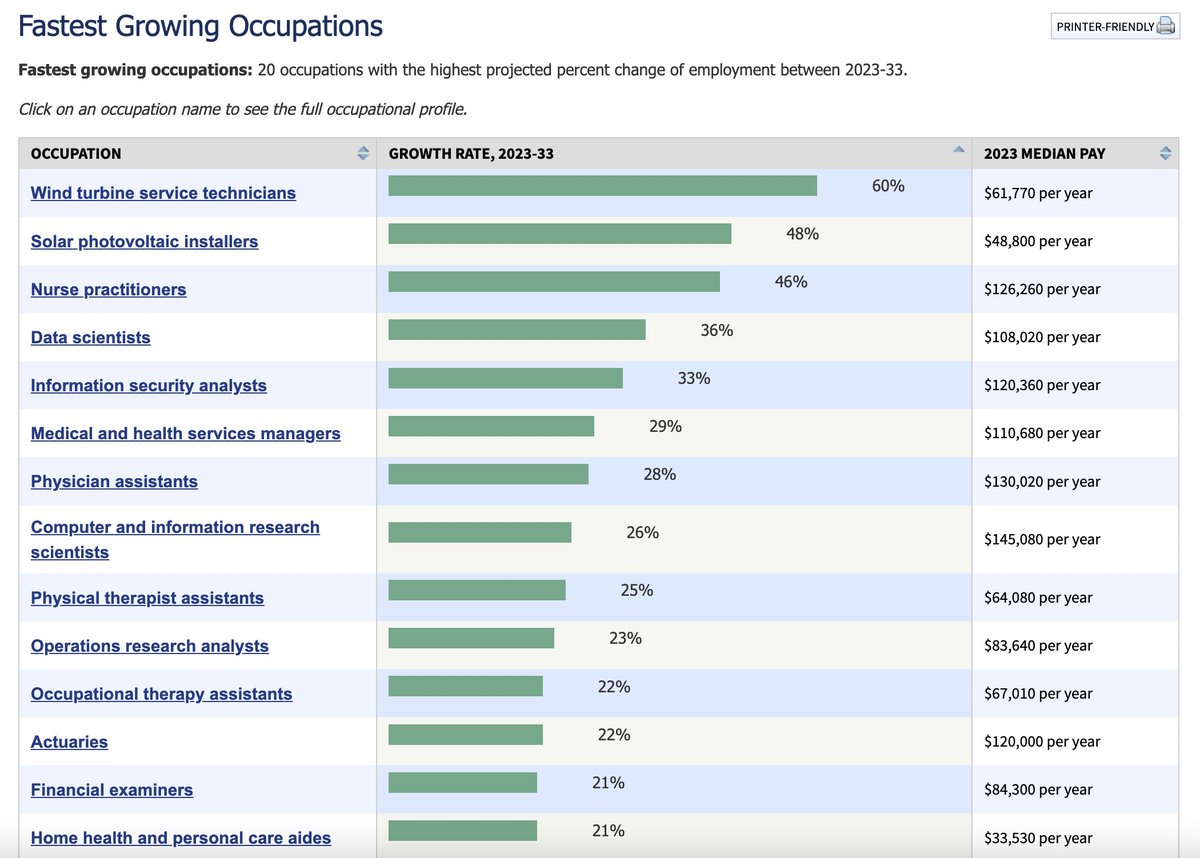 Fastest Growing Occupations
PRINTER-FRIENDLY
Fastest growing occupations: 20 occupations with the highest projected percent change of employment between 2023-33.
Click on an occupation name to see the full occupational profile.
OCCUPATION GROWTH RATE, 2023-33 2023 MEDIAN PAY
Wind turbine service technicians 60% $61,770 per year
Solar photovoltaic installers 48% $48,800 per year
Nurse practitioners 46% $126,260 per year
Data scientists 36% $108,020 per year
Information security analysts 33% $120,360 per year
Medical and health services managers 29% $110,680 per year
Physician assistants 28% $130,020 per year
Computer and information research
scientists 26% $145,080 per year
Physical therapist assistants 25% $64,080 per year
Operations research analysts 23% $83,640 per year
Occupational therapy assistants 22% $67,010 per year
Actuaries 22% $120,000 per year
Financial examiners 21% $84,300 per year
Home health and personal care aides 21% $33,530 per year